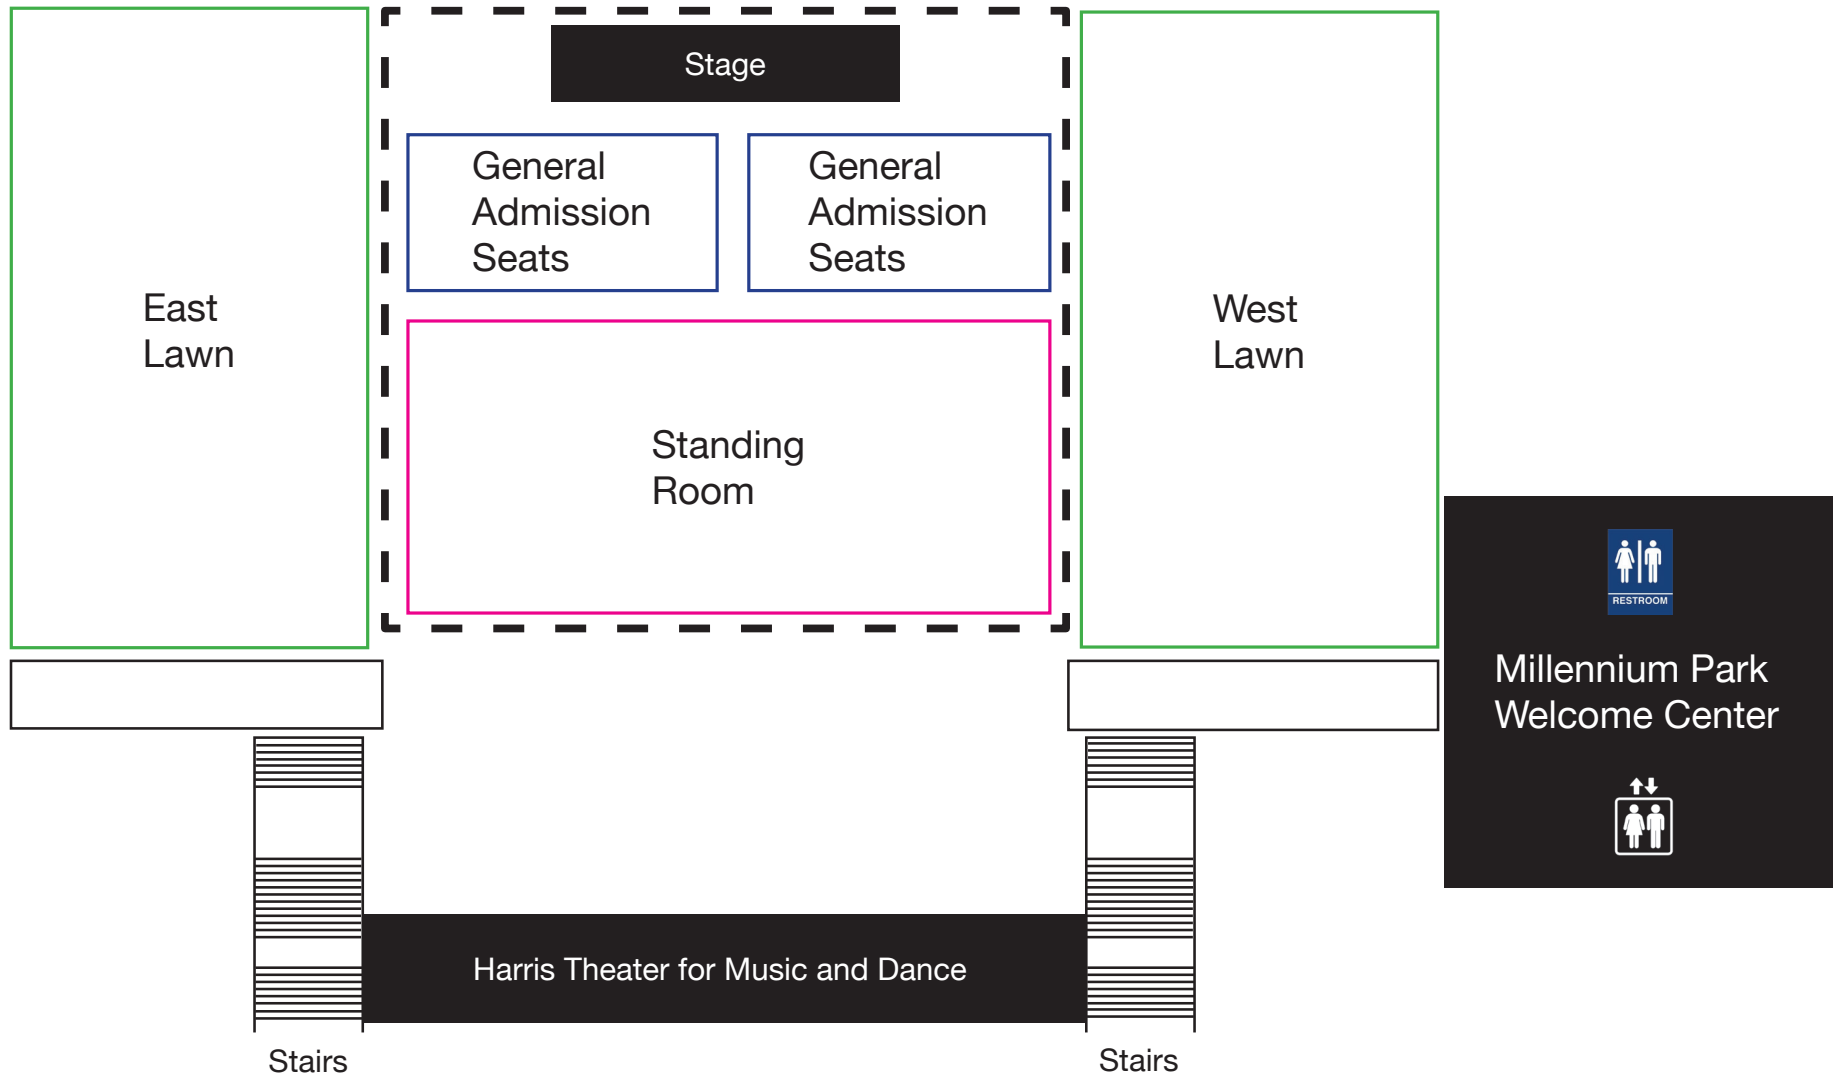 Stage
General
Admission
Seats
General
Admission
Seats
East
Lawn
West
Lawn
Standing
Room
RESTROOM
Millennium Park
Welcome Center
Harris Theater for Music and Dance
Stairs
Stairs